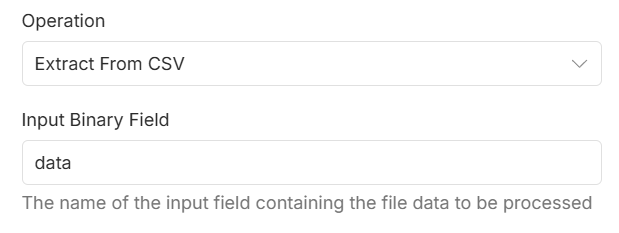 Operation
Extract From CSV
Input Binary Field
data
The name of the input field containing the file data to be processed